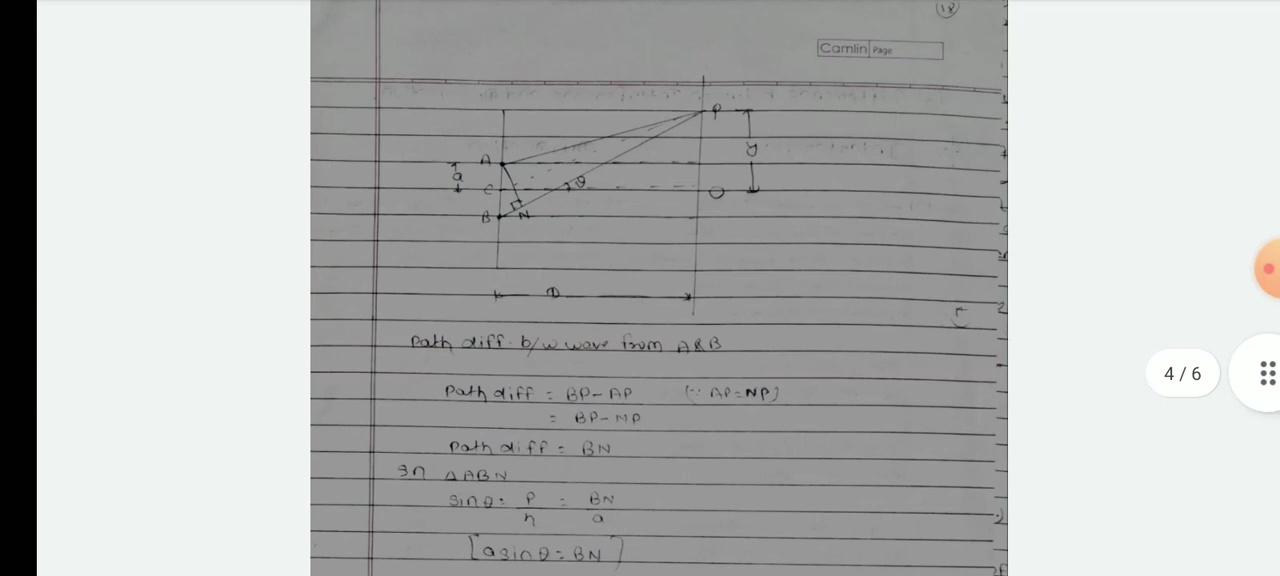 18
Camlin Page
P
A
y
a
C
θ
O
B
N
D
Path diff. b/w wave from A&B
Path diff = BP-AP (∵ AP=NP)
= BP-NP
Path diff = BN
In ΔABN
sinθ = P/h = BN/a
[a sinθ = BN]
4 / 6